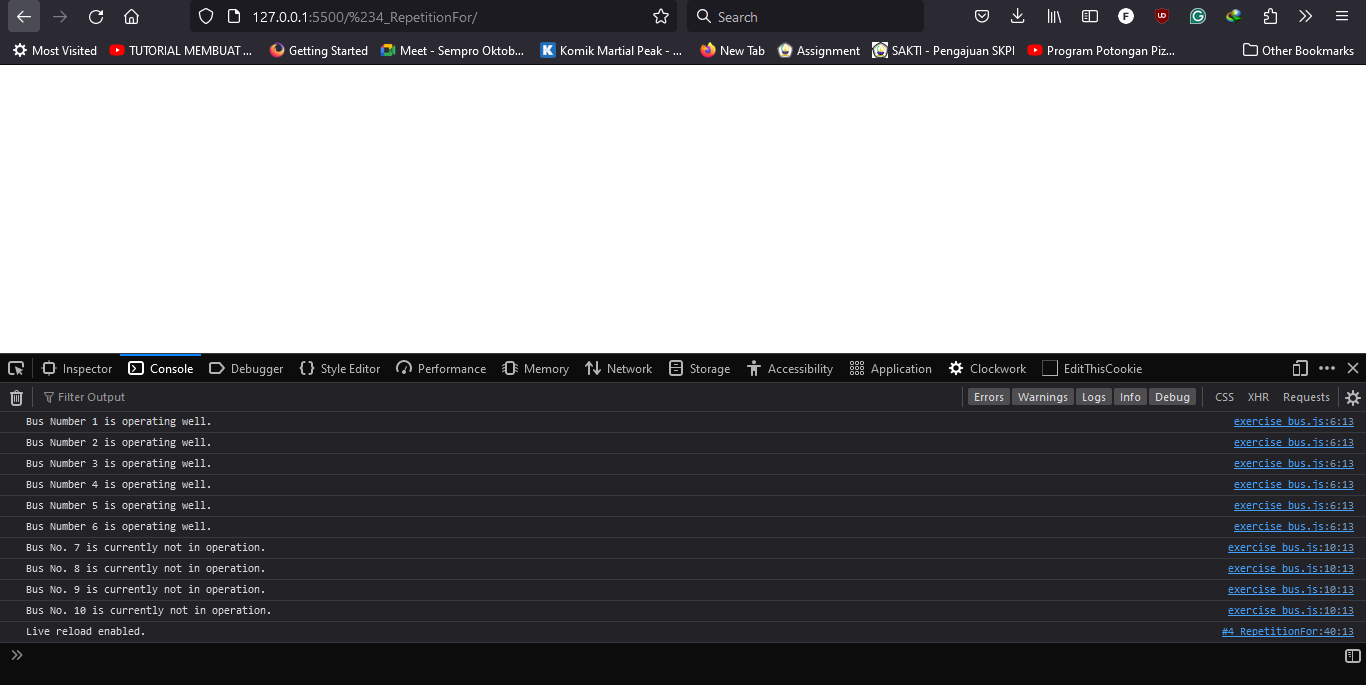 127.0.0.1:5500/%234_RepetitionFor/
Search
Most Visited
TUTORIAL MEMBUAT ...
Getting Started
Meet - Sempro Oktob...
Komik Martial Peak - ...
New Tab
Assignment
SAKTI - Pengajuan SKPI
Program Potongan Piz...
Other Bookmarks
Inspector
Console
Debugger
Style Editor
Performance
Memory
Network
Storage
Accessibility
Application
Clockwork
EditThisCookie
Filter Output
Errors
Warnings
Logs
Info
Debug
CSS
XHR
Requests
Bus Number 1 is operating well. exercise bus.js:6:13
Bus Number 2 is operating well. exercise bus.js:6:13
Bus Number 3 is operating well. exercise bus.js:6:13
Bus Number 4 is operating well. exercise bus.js:6:13
Bus Number 5 is operating well. exercise bus.js:6:13
Bus Number 6 is operating well. exercise bus.js:6:13
Bus No. 7 is currently not in operation. exercise bus.js:10:13
Bus No. 8 is currently not in operation. exercise bus.js:10:13
Bus No. 9 is currently not in operation. exercise bus.js:10:13
Bus No. 10 is currently not in operation. exercise bus.js:10:13
Live reload enabled. #4_RepetitionFor:40:13